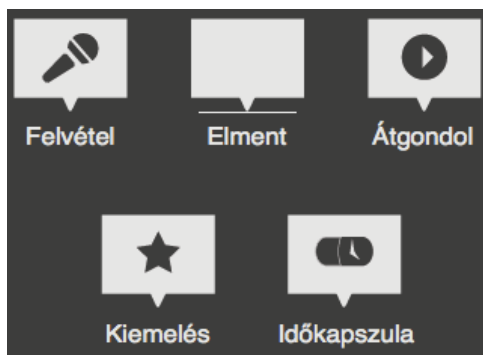 Felvétel
Elment
Átgondol
Kiemelés
Időkapszula